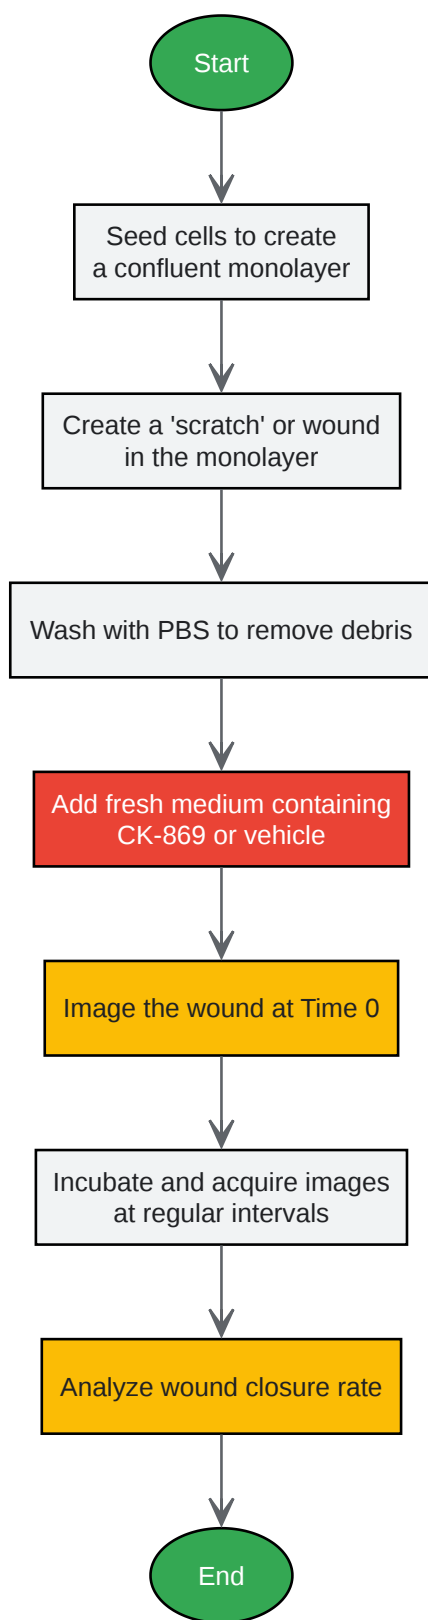 Start
Seed cells to create
a confluent monolayer
Create a 'scratch' or wound
in the monolayer
Wash with PBS to remove debris
Add fresh medium containing
CK-869 or vehicle
Image the wound at Time 0
Incubate and acquire images
at regular intervals
Analyze wound closure rate
End